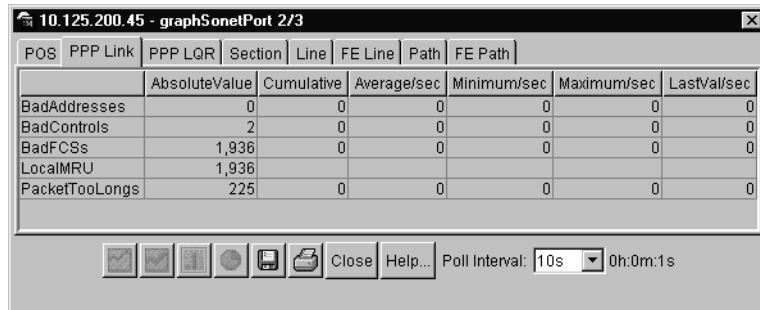 10.125.200.45 - graphSonetPort 2/3
POS PPP Link PPP LQR Section Line FE Line Path FE Path
AbsoluteValue Cumulative Average/sec Minimum/sec Maximum/sec LastVal/sec
BadAddresses 0 0 0 0 0 0
BadControls 2 0 0 0 0 0
BadFCSs 1,936 0 0 0 0 0
LocalMRU 1,936
PacketTooLongs 225 0 0 0 0 0
Close Help... Poll Interval: 10s 0h:0m:1s